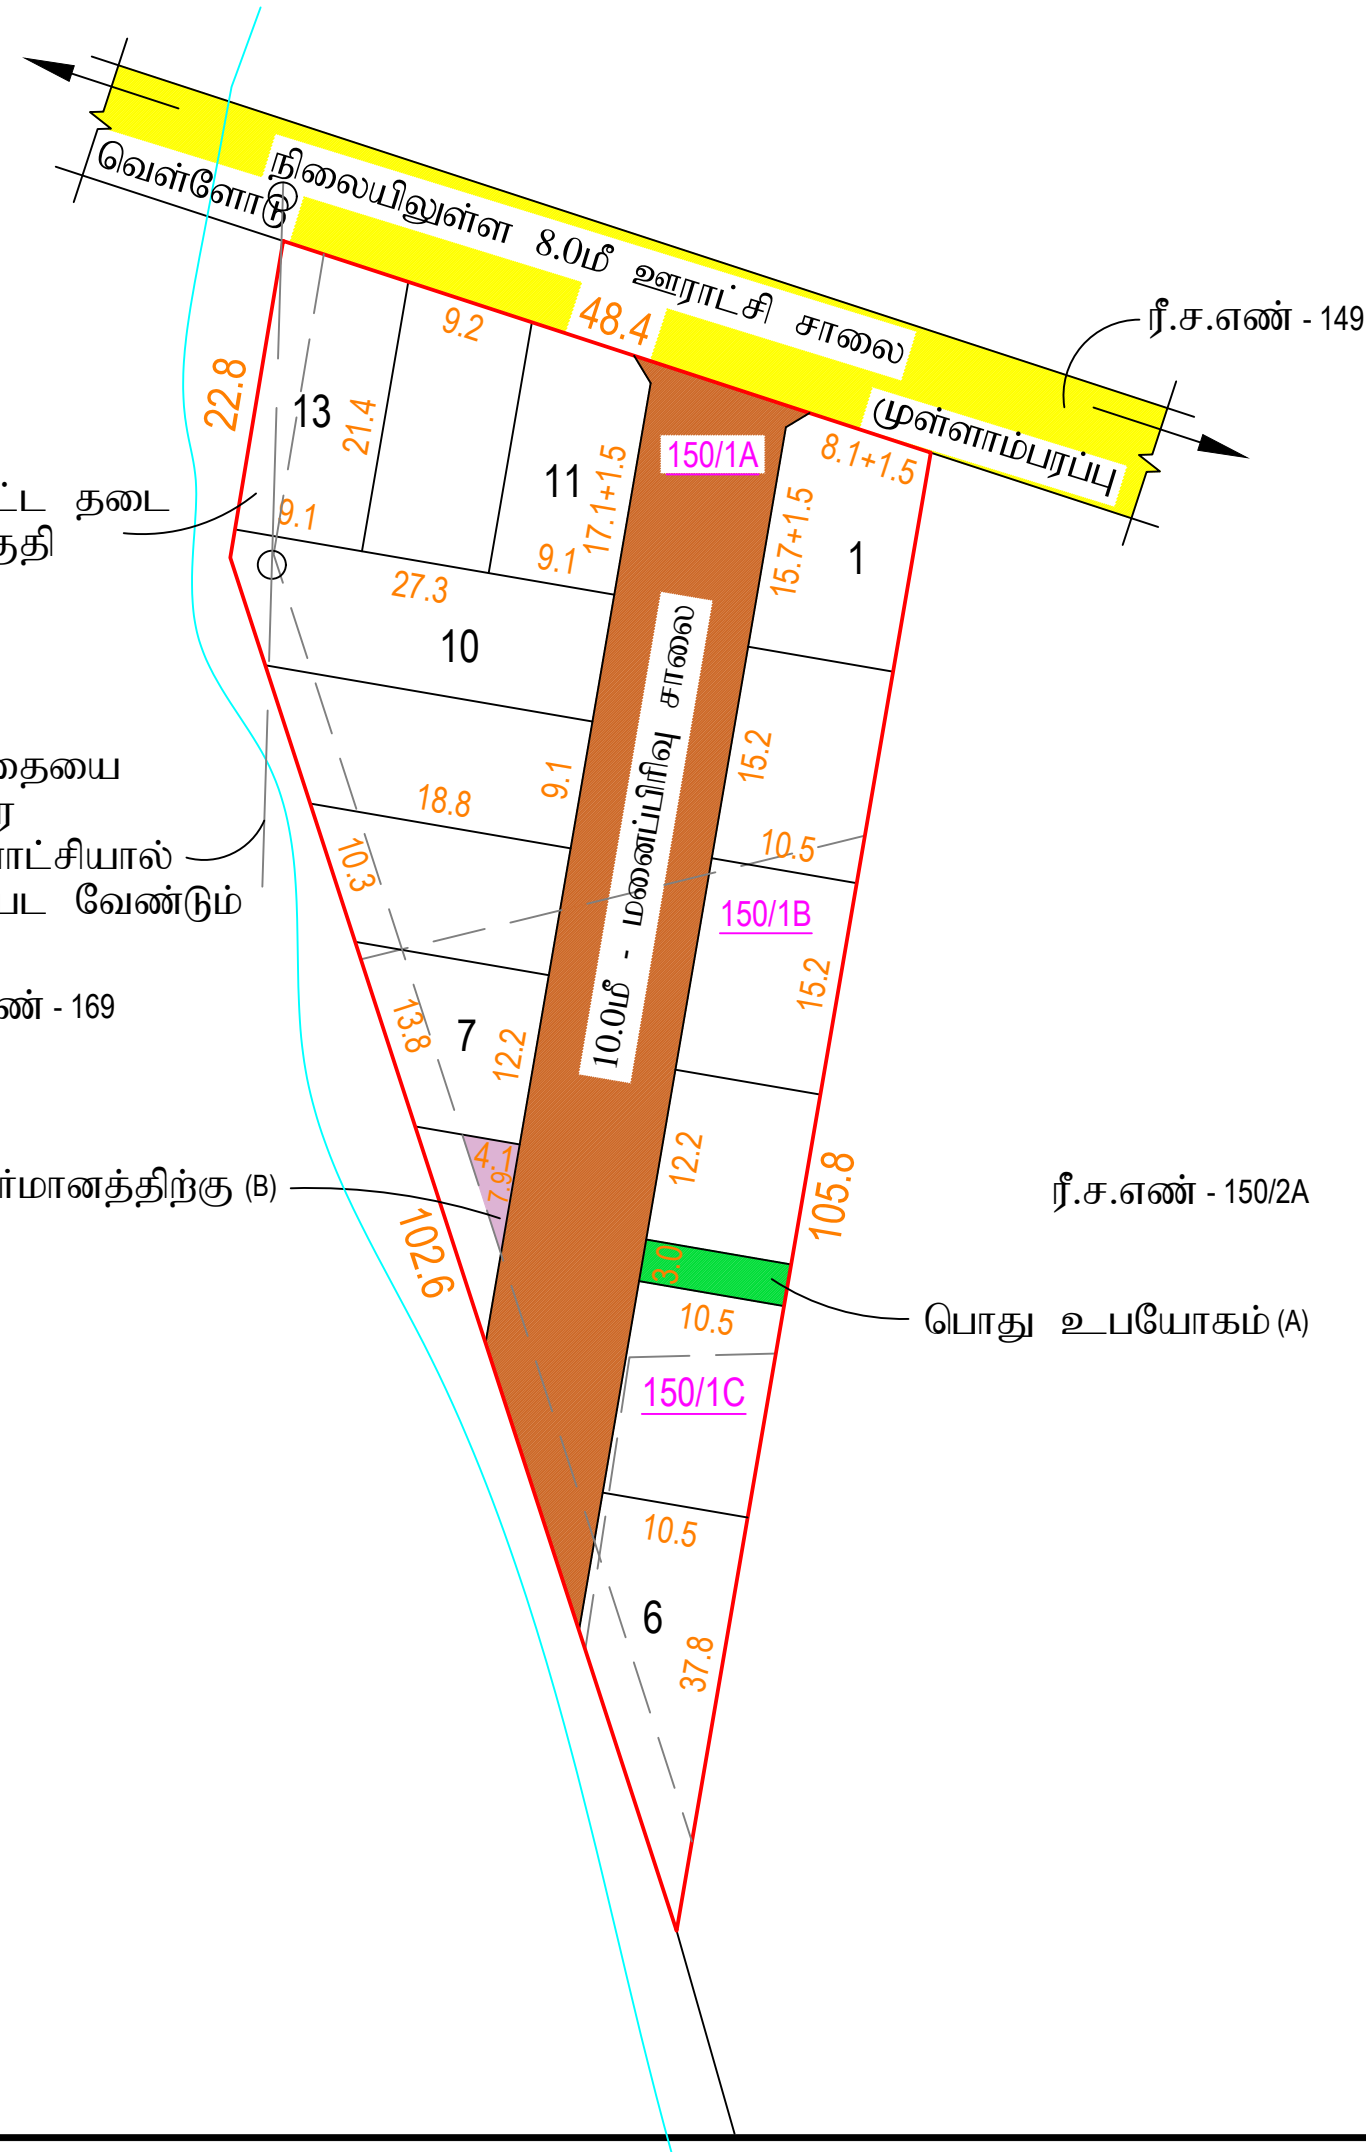 வெள்ளோடு
நிலையிலுள்ள 8.0மீ ஊராட்சி சாலை
முள்ளாம்பரப்பு
ரீ.ச.எண் - 149
48.4
9.2
22.8
13
21.4
9.1
11
17.1+1.5
9.1
150/1A
8.1+1.5
15.7+1.5
1
ட்ட தடை
குதி
27.3
10
10.0மீ - மனைப்பிரிவு சாலை
15.2
9.1
18.8
10.3
10.5
தையை
ர
ாட்சியால்
பட வேண்டும்
150/1B
15.2
ண் - 169
13.8
7
12.2
12.2
105.8
4.1
7.9
ர்மானத்திற்கு (B)
ரீ.ச.எண் - 150/2A
102.6
3.0
10.5
பொது உபயோகம் (A)
150/1C
10.5
6
37.8